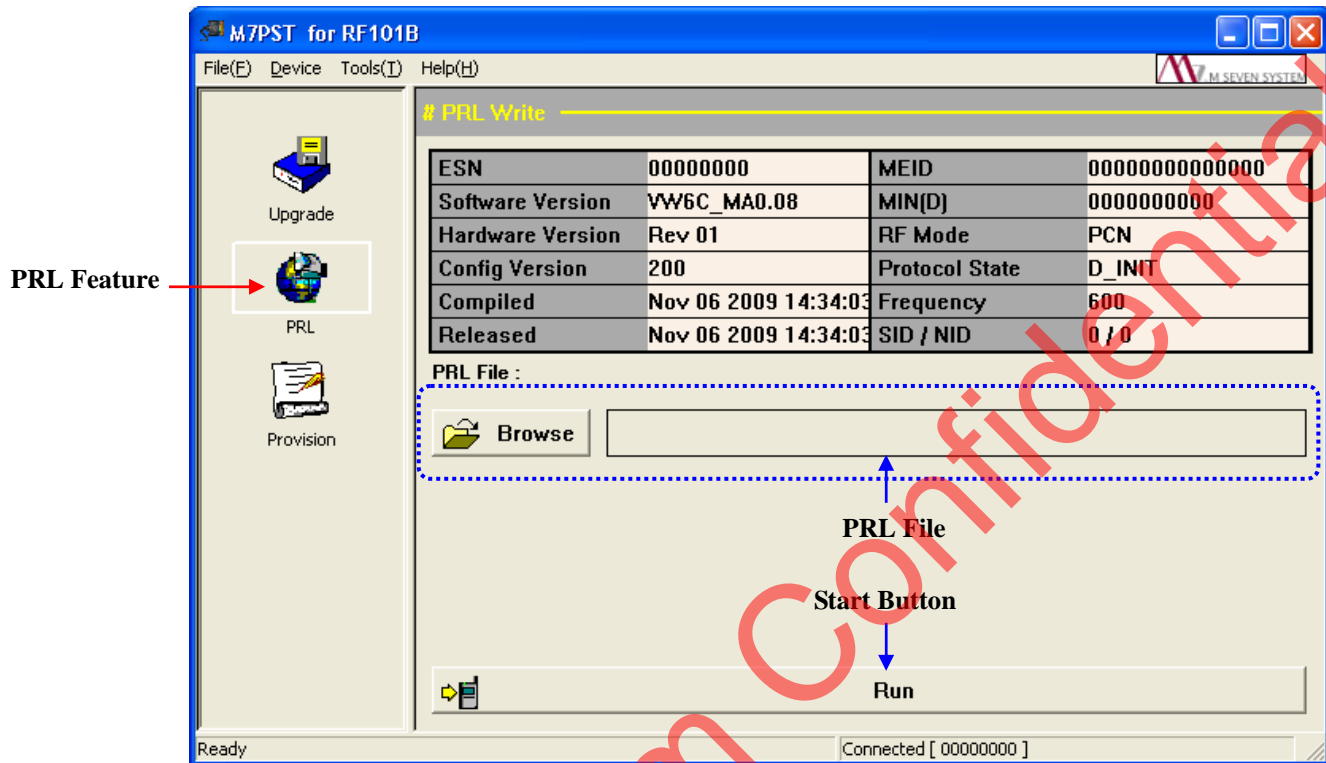 M7PST for RF101B
File(F) Device Tools(T) Help(H)
M7. M SEVEN SYSTEM
# PRL Write
ESN 00000000 MEID 00000000000000
Software Version VW6C_MA0.08 MIN(D) 0000000000
Hardware Version Rev 01 RF Mode PCN
Config Version 200 Protocol State D_INIT
Compiled Nov 06 2009 14:34:03 Frequency 600
Released Nov 06 2009 14:34:03 SID / NID 0 / 0
Upgrade
PRL Feature
PRL
Provision
PRL File :
Browse
PRL File
Start Button
Run
Ready Connected [ 00000000 ]
m Confidential